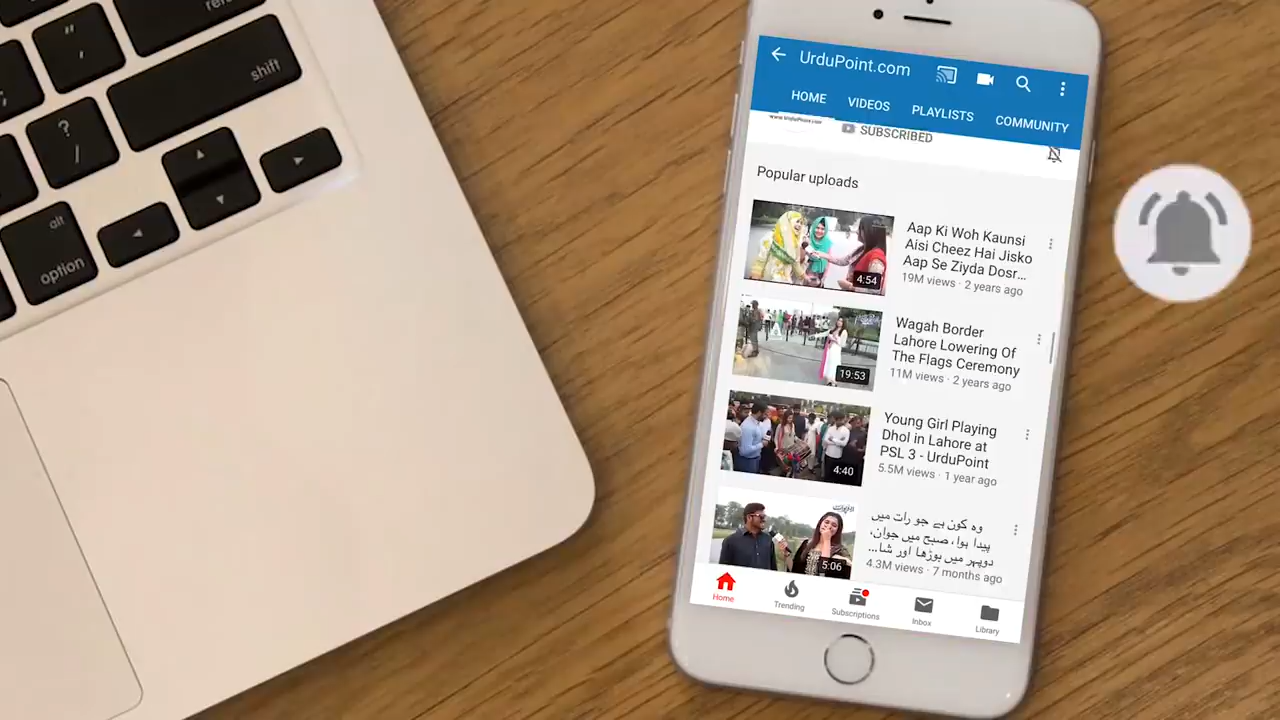 refe
shift
alt
option
"
'
?
/
;
UrduPoint.com
HOME VIDEOS PLAYLISTS COMMUNITY
SUBSCRIBED
Popular uploads
Aap Ki Woh Kaunsi
Aisi Cheez Hai Jisko
Aap Se Ziyda Dosr...
19M views · 2 years ago
4:54
Wagah Border
Lahore Lowering Of
The Flags Ceremony
11M views · 2 years ago
19:53
Young Girl Playing
Dhol in Lahore at
PSL 3 - UrduPoint
5.5M views · 1 year ago
4:40
وہ کون ہے جو رات میں
پیدا ہوا، صبح میں جوان،
دوپہر میں بوڑھا اور شا...
4.3M views · 7 months ago
5:06
Home Trending Subscriptions Inbox Library